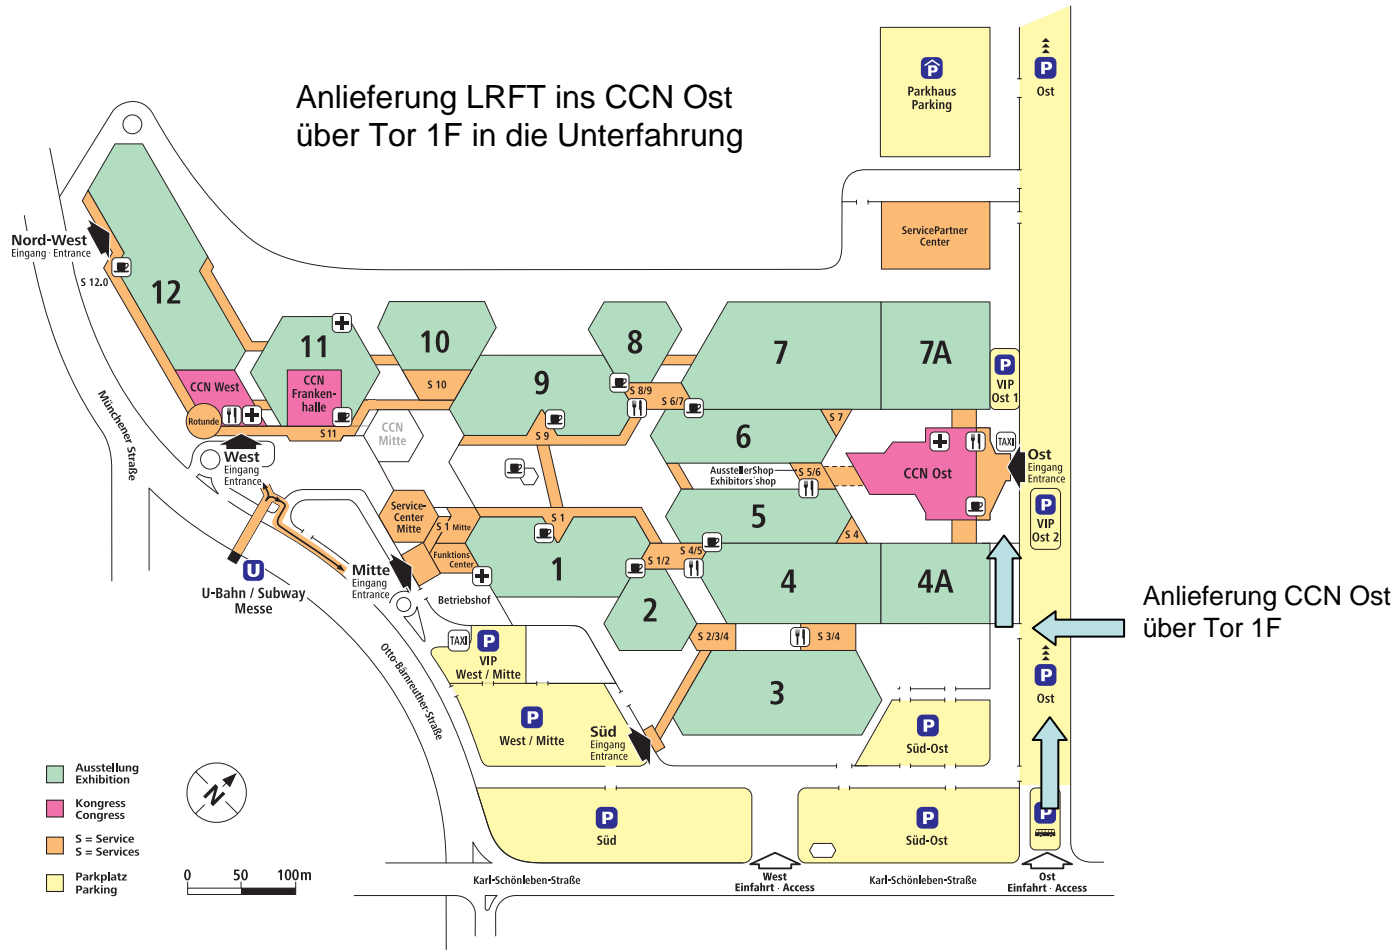 Anlieferung LRFT ins CCN Ost
über Tor 1F in die Unterfahrung
P
Parkhaus
Parking
P
Ost
ServicePartner
Center
Nord-West
Eingang · Entrance
S 12.0
12
11
10
8
7
7A
9
CCN West
CCN
Franken-
halle
S 10
S 8/9
S 6/7
P
VIP
Ost 1
Rotunde
S 11
CCN
Mitte
S 9
6
S 7
West
Eingang
Entrance
AusstellerShop
Exhibitors´shop
S 5/6
CCN Ost
TAXI
Ost
Eingang
Entrance
P
VIP
Ost 2
Münchener Straße
Service-
Center
Mitte
S 1 Mitte
S 1
5
S 4
Funktions
Center
1
S 1/2
S 4/5
4
4A
U
U-Bahn / Subway
Messe
Mitte
Eingang
Entrance
Betriebshof
2
Anlieferung CCN Ost
über Tor 1F
TAXI
P
VIP
West / Mitte
S 2/3/4
S 3/4
3
P
Ost
Otto-Bärnreuther-Straße
P
West / Mitte
Süd
Eingang
Entrance
P
Süd-Ost
Ausstellung
Exhibition
Kongress
Congress
S = Service
S = Services
Parkplatz
Parking
N
0 50 100 m
P
Süd
P
Süd-Ost
P
Karl-Schönleben-Straße
West
Einfahrt · Access
Karl-Schönleben-Straße
Ost
Einfahrt · Access